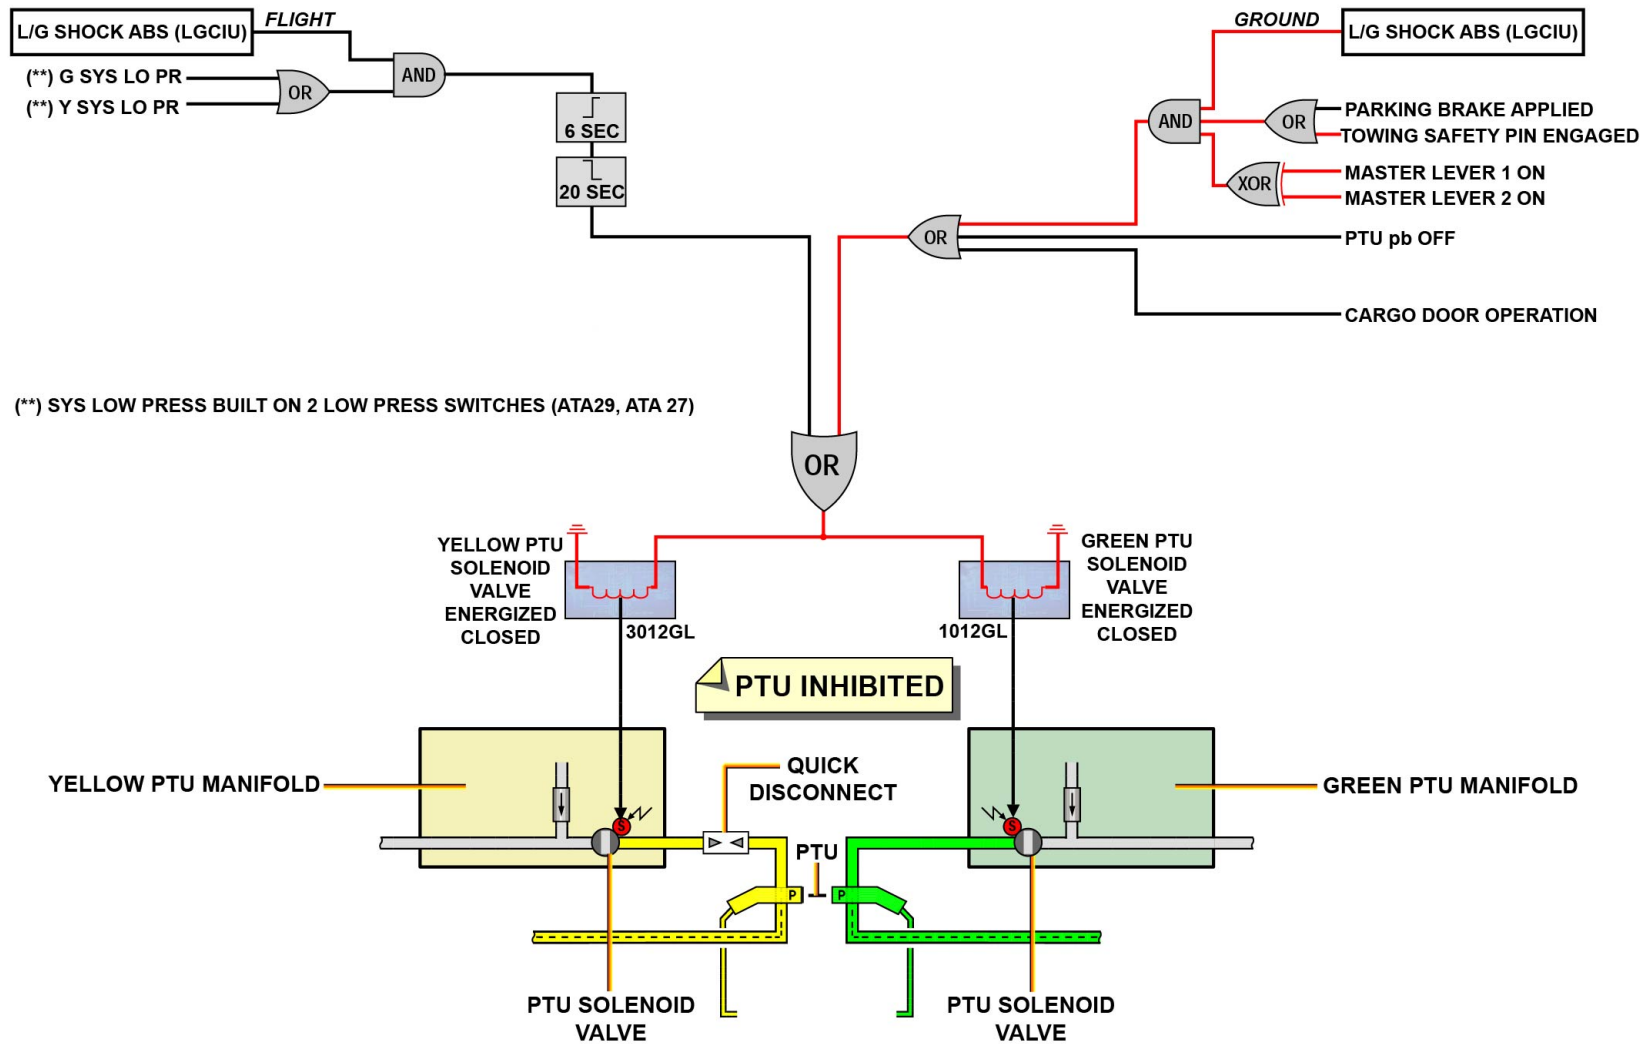 L/G SHOCK ABS (LGCIU)
FLIGHT
GROUND
L/G SHOCK ABS (LGCIU)
(**) G SYS LO PR
(**) Y SYS LO PR
OR
AND
6 SEC
20 SEC
AND
OR
PARKING BRAKE APPLIED
TOWING SAFETY PIN ENGAGED
XOR
MASTER LEVER 1 ON
MASTER LEVER 2 ON
OR
PTU pb OFF
CARGO DOOR OPERATION
(**) SYS LOW PRESS BUILT ON 2 LOW PRESS SWITCHES (ATA29, ATA 27)
OR
YELLOW PTU
SOLENOID
VALVE
ENERGIZED
CLOSED
3012GL
GREEN PTU
SOLENOID
VALVE
ENERGIZED
CLOSED
1012GL
PTU INHIBITED
YELLOW PTU MANIFOLD
QUICK
DISCONNECT
GREEN PTU MANIFOLD
S
S
PTU
P
P
PTU SOLENOID
VALVE
PTU SOLENOID
VALVE